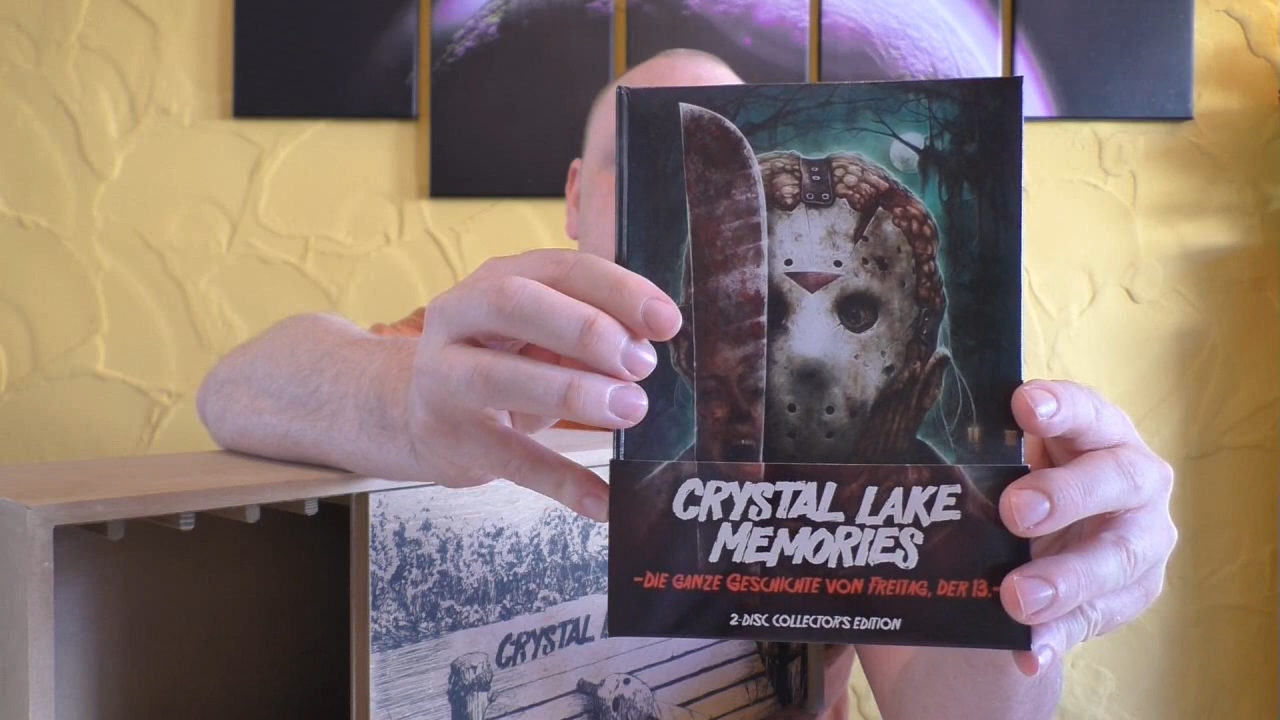 CRYSTAL LAKE
MEMORIES
-DIE GANZE GESCHICHTE VON FREITAG, DER 13.-
2-DISC COLLECTOR'S EDITION
CRYSTAL